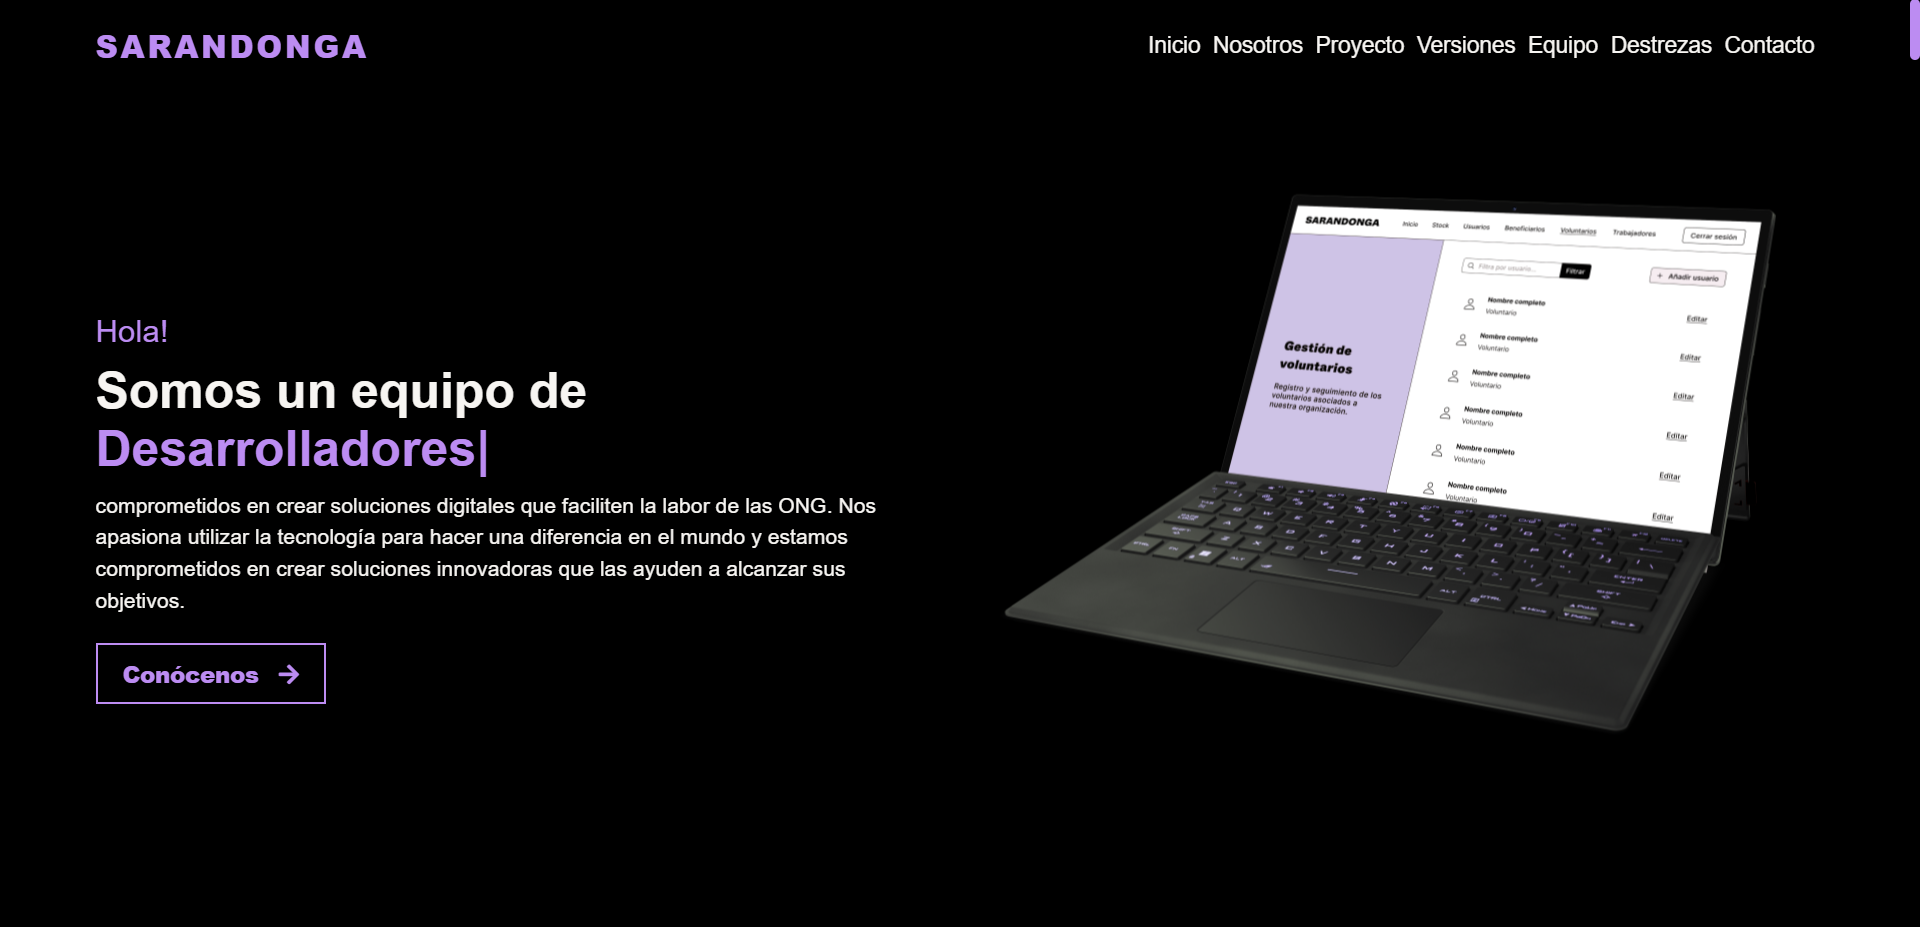 SARANDONGA
Inicio Nosotros Proyecto Versiones Equipo Destrezas Contacto
Hola!
Somos un equipo de
Desarrolladores|
comprometidos en crear soluciones digitales que faciliten la labor de las ONG. Nos
apasiona utilizar la tecnología para hacer una diferencia en el mundo y estamos
comprometidos en crear soluciones innovadoras que las ayuden a alcanzar sus
objetivos.
Conócenos
SARANDONGA Inicio Stock Usuarios Beneficiarios Voluntarios Trabajadores Cerrar sesión
Filtra por usuario... Filtrar + Añadir usuario
Gestión de
voluntarios
Registro y seguimiento de los
voluntarios asociados a
nuestra organización.
Nombre completo
Voluntario
Editar
Nombre completo
Voluntario
Editar
Nombre completo
Voluntario
Editar
Nombre completo
Voluntario
Editar
Nombre completo
Voluntario
Editar
Nombre completo
Voluntario
Editar